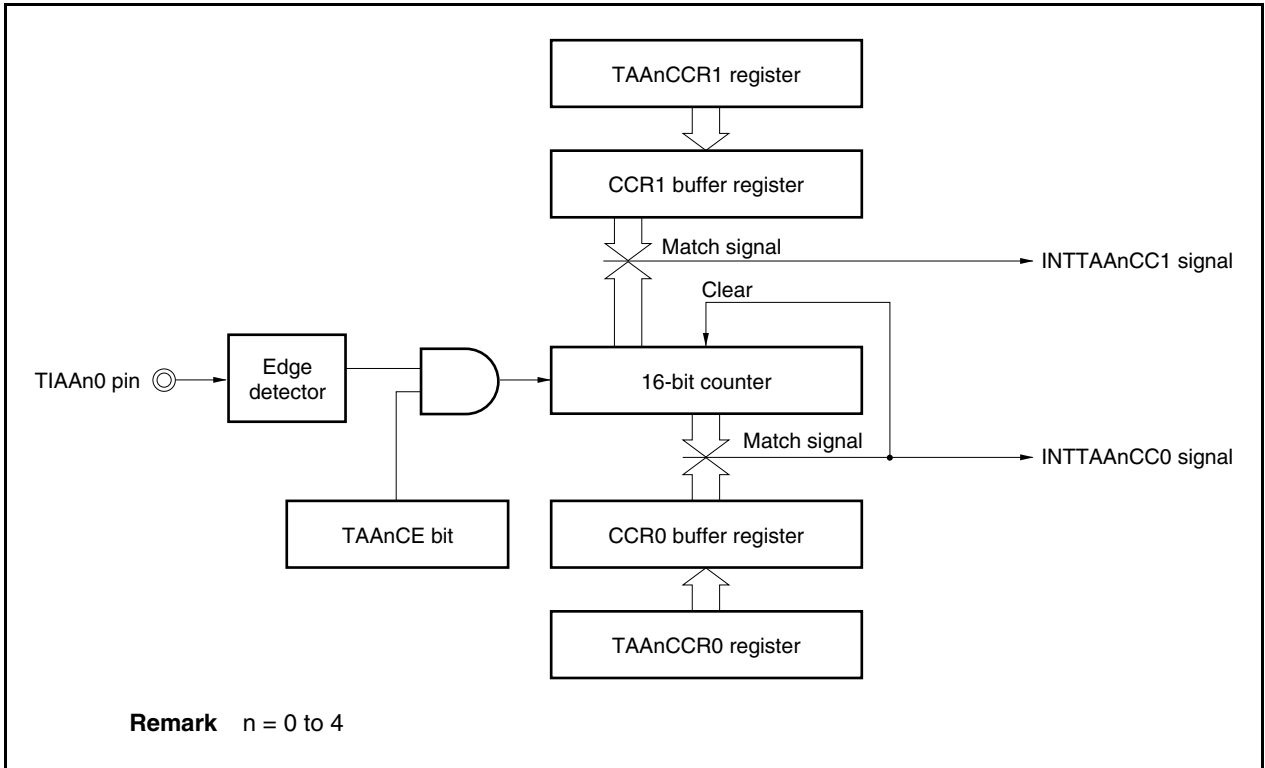 TAAnCCR1 register
CCR1 buffer register
Match signal
INTTAAnCC1 signal
Clear
TIAAn0 pin
Edge
detector
16-bit counter
Match signal
INTTAAnCC0 signal
TAAnCE bit
CCR0 buffer register
TAAnCCR0 register
Remark n = 0 to 4